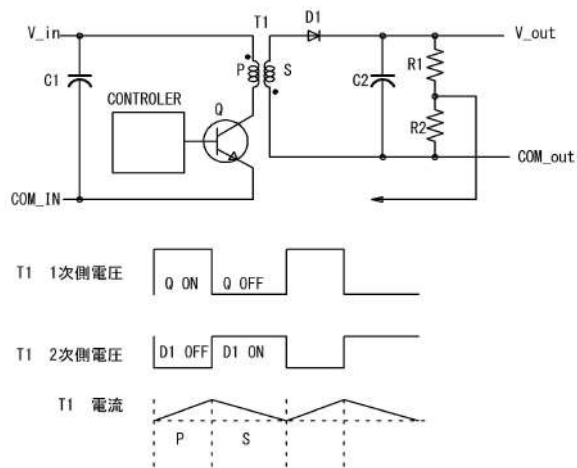 T1
D1
V_in
V_out
C1
P
S
C2
R1
CONTROLER
Q
R2
COM_out
COM_IN
T1 1次側電圧
Q ON
Q OFF
T1 2次側電圧
D1 OFF
D1 ON
T1 電流
P
S